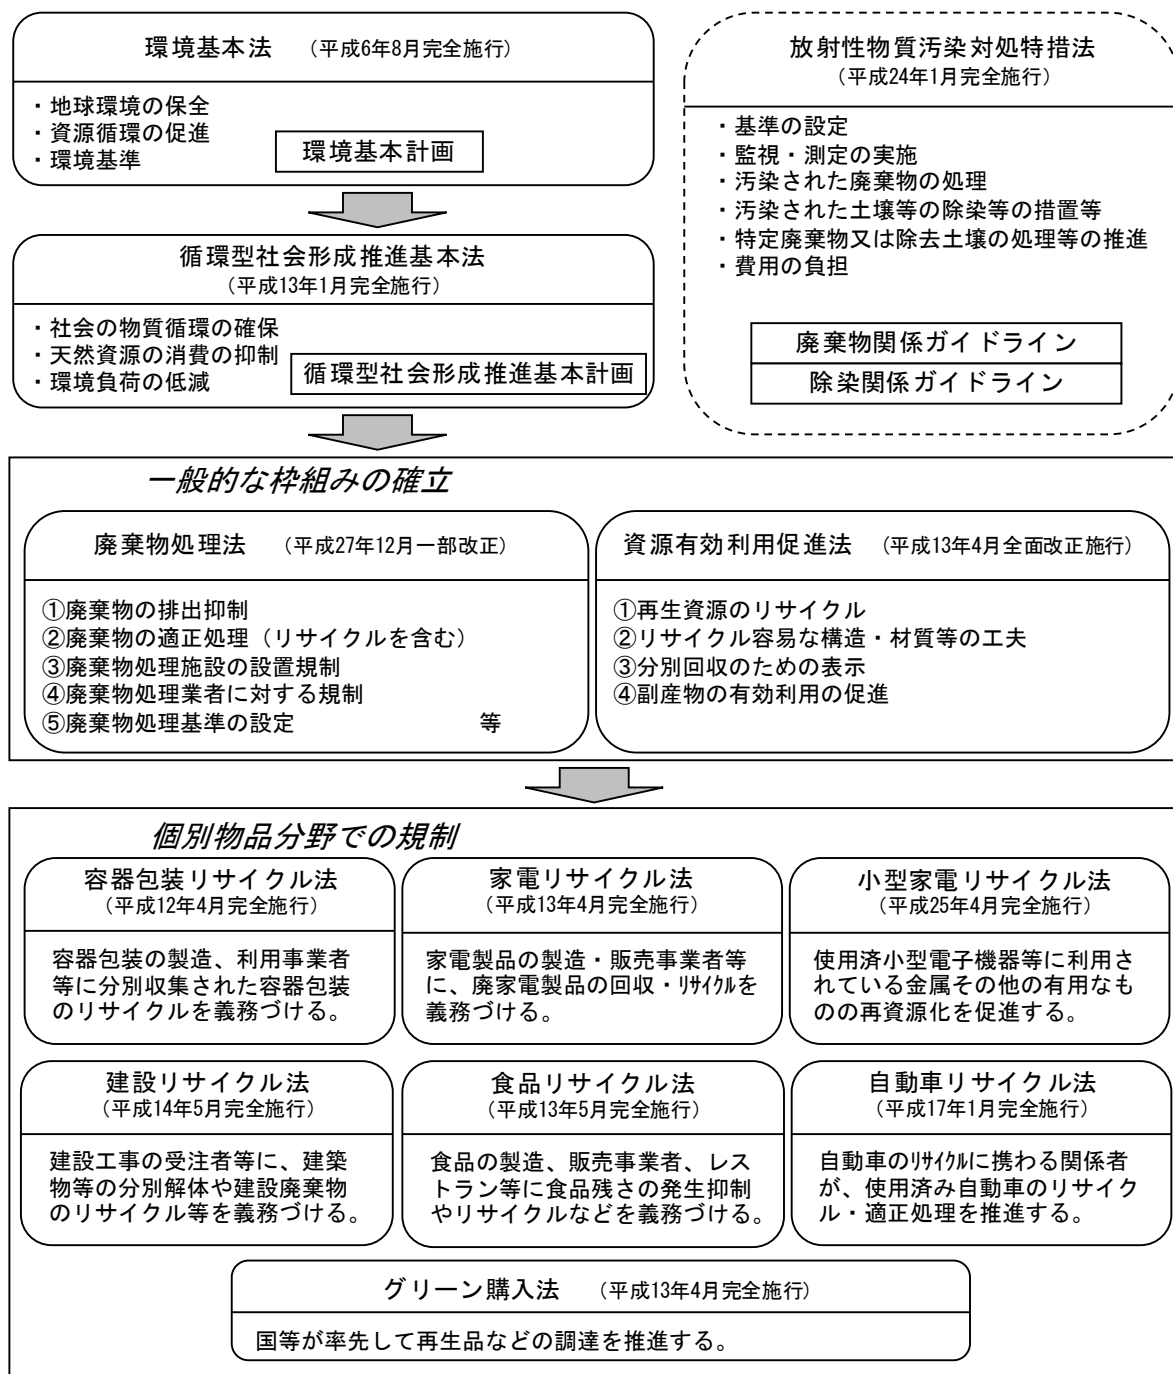 環境基本法 （平成6年8月完全施行）
・地球環境の保全
・資源循環の促進
・環境基準
環境基本計画
放射性物質汚染対処特措法
（平成24年1月完全施行）
・基準の設定
・監視・測定の実施
・汚染された廃棄物の処理
・汚染された土壌等の除染等の措置等
・特定廃棄物又は除去土壌の処理等の推進
・費用の負担
廃棄物関係ガイドライン
除染関係ガイドライン
循環型社会形成推進基本法
（平成13年1月完全施行）
・社会の物質循環の確保
・天然資源の消費の抑制
・環境負荷の低減
循環型社会形成推進基本計画
一般的な枠組みの確立
廃棄物処理法 （平成27年12月一部改正）
①廃棄物の排出抑制
②廃棄物の適正処理（リサイクルを含む）
③廃棄物処理施設の設置規制
④廃棄物処理業者に対する規制
⑤廃棄物処理基準の設定 等
資源有効利用促進法 （平成13年4月全面改正施行）
①再生資源のリサイクル
②リサイクル容易な構造・材質等の工夫
③分別回収のための表示
④副産物の有効利用の促進
個別物品分野での規制
容器包装リサイクル法
（平成12年4月完全施行）
容器包装の製造、利用事業者
等に分別収集された容器包装
のリサイクルを義務づける。
家電リサイクル法
（平成13年4月完全施行）
家電製品の製造・販売事業者等
に、廃家電製品の回収・ﾘｻｲｸﾙを
義務づける。
小型家電リサイクル法
（平成25年4月完全施行）
使用済小型電子機器等に利用さ
れている金属その他の有用なも
のの再資源化を促進する。
建設リサイクル法
（平成14年5月完全施行）
建設工事の受注者等に、建築
物等の分別解体や建設廃棄物
のリサイクル等を義務づける。
食品リサイクル法
（平成13年5月完全施行）
食品の製造、販売事業者、レス
トラン等に食品残さの発生抑制
やリサイクルなどを義務づける。
自動車リサイクル法
（平成17年1月完全施行）
自動車のﾘｻｲｸﾙに携わる関係者
が、使用済み自動車のリサイク
ル・適正処理を推進する。
グリーン購入法 （平成13年4月完全施行）
国等が率先して再生品などの調達を推進する。